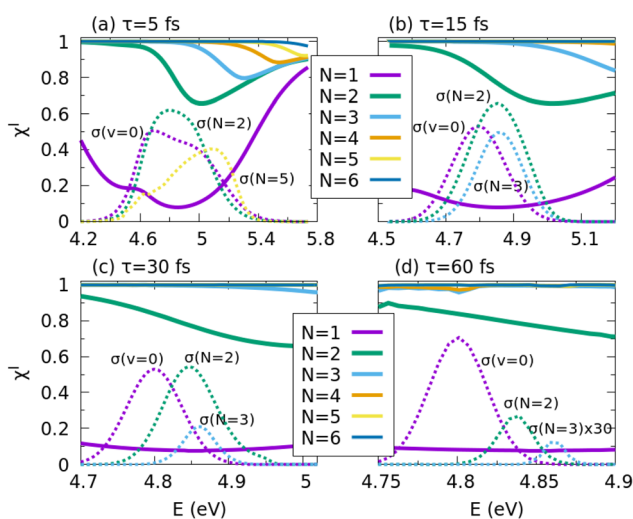 (a) τ=5 fs
(b) τ=15 fs
1
0.8
0.6
0.4
0.2
0
χᴵ
σ(v=0)
σ(N=2)
σ(N=5)
4.2
4.6
5
5.4
5.8
N=1
N=2
N=3
N=4
N=5
N=6
σ(N=2)
σ(v=0)
σ(N=3)
4.5
4.7
4.9
5.1
(c) τ=30 fs
(d) τ=60 fs
1
0.8
0.6
0.4
0.2
0
χᴵ
σ(v=0)
σ(N=2)
σ(N=3)
4.7
4.8
4.9
5
E (eV)
N=1
N=2
N=3
N=4
N=5
N=6
σ(v=0)
σ(N=2)
σ(N=3)x30
4.75
4.8
4.85
4.9
E (eV)